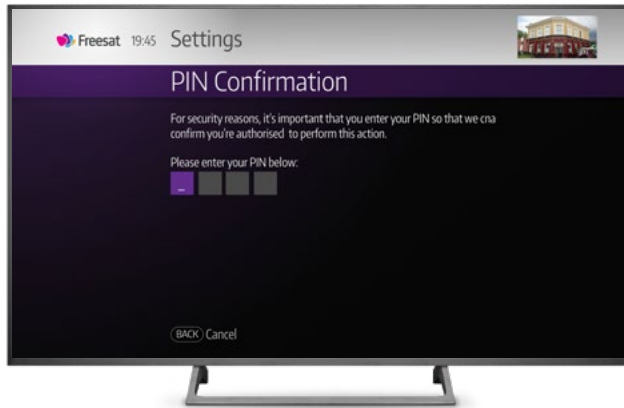 Freesat 19:45 Settings
PIN Confirmation
For security reasons, it's important that you enter your PIN so that we cna
confirm you're authorised to perform this action.
Please enter your PIN below:
_
BACK Cancel